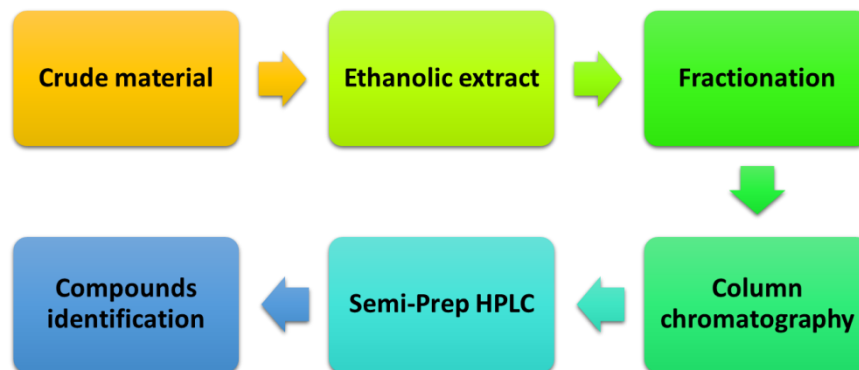 Crude material
Ethanolic extract
Fractionation
Column
chromatography
Semi-Prep HPLC
Compounds
identification